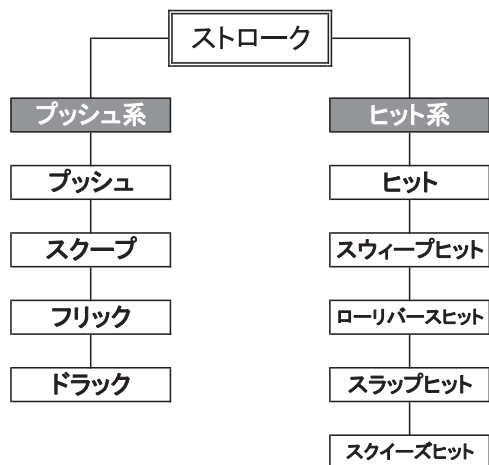 ストローク
プッシュ系
プッシュ
スクープ
フリック
ドラック
ヒット系
ヒット
スウィープヒット
ローリバースヒット
スラップヒット
スクイーズヒット